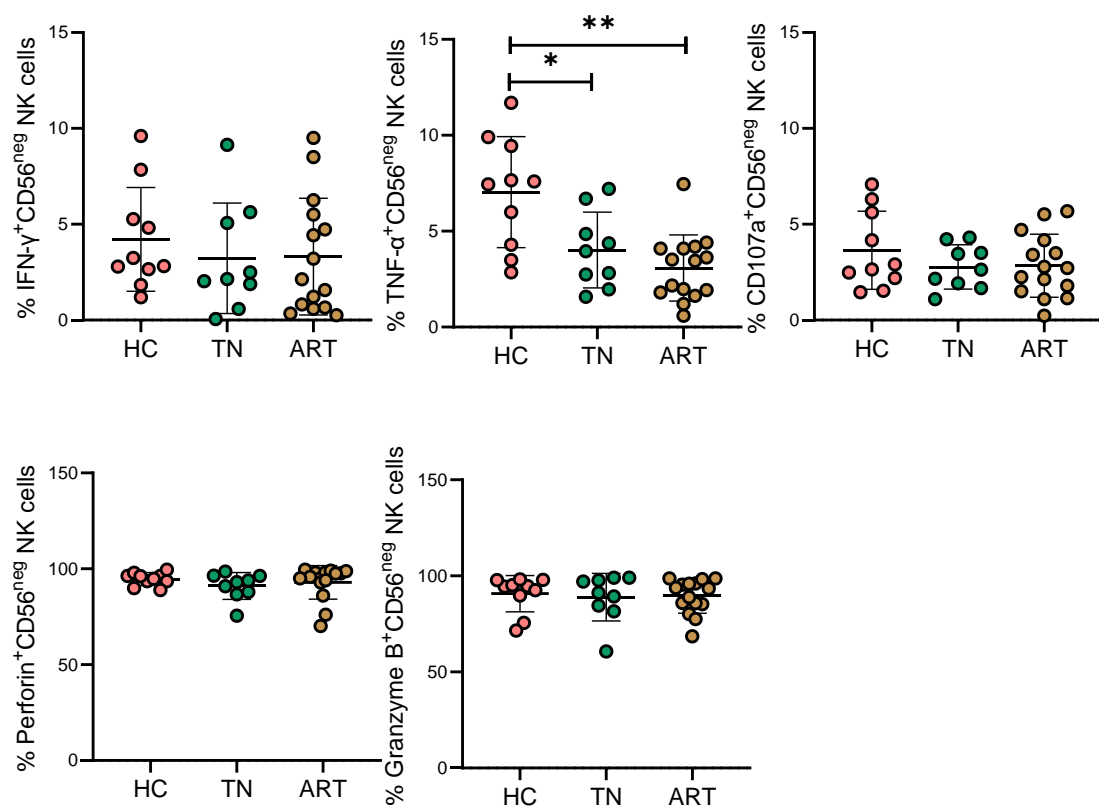 % IFN-γ⁺CD56ⁿᵉᵍ NK cells
15
10
5
0
HC TN ART
% TNF-α⁺CD56ⁿᵉᵍ NK cells
15
10
5
0
**
*
HC TN ART
% CD107a⁺CD56ⁿᵉᵍ NK cells
15
10
5
0
HC TN ART
% Perforin⁺CD56ⁿᵉᵍ NK cells
150
100
50
0
HC TN ART
% Granzyme B⁺CD56ⁿᵉᵍ NK cells
150
100
50
0
HC TN ART